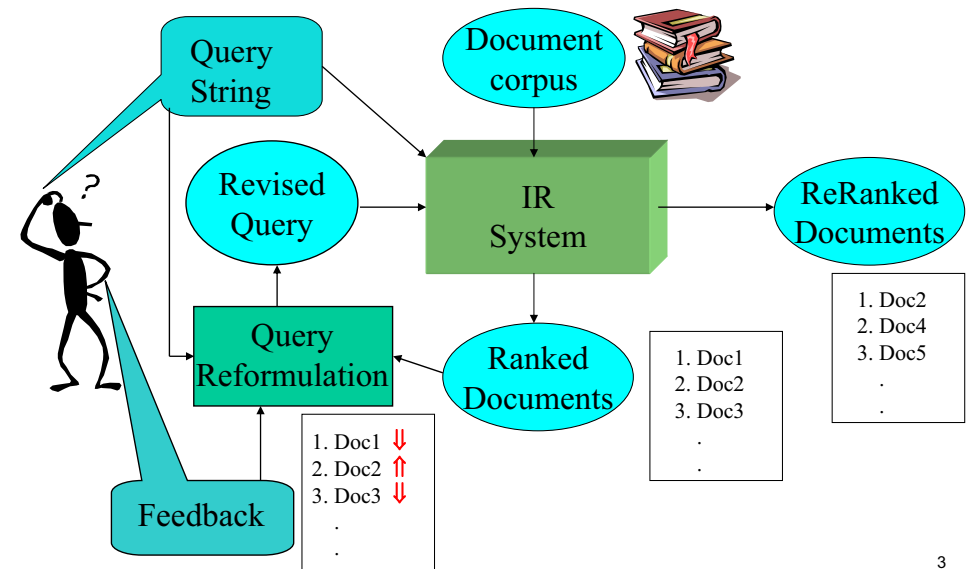 Query
String
Document
corpus
?
Revised
Query
IR
System
ReRanked
Documents
Query
Reformulation
Ranked
Documents
1. Doc1
2. Doc2
3. Doc3
.
.
1. Doc2
2. Doc4
3. Doc5
.
.
Feedback
1. Doc1 ⇓
2. Doc2 ⇑
3. Doc3 ⇓
.
.
3